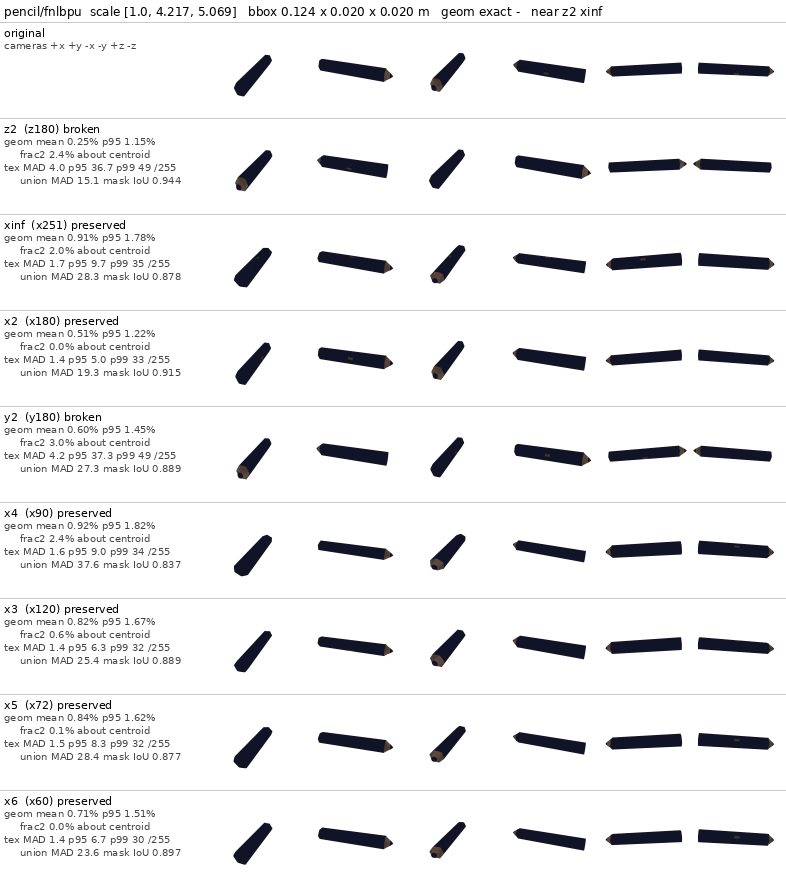 pencil/fnlbpu  scale [1.0, 4.217, 5.069]   bbox 0.124 x 0.020 x 0.020 m   geom exact -   near z2 xinf
original
cameras +x +y -x -y +z -z
z2  (z180) broken
geom mean 0.25% p95 1.15%
frac2 2.4% about centroid
tex MAD 4.0 p95 36.7 p99 49 /255
union MAD 15.1 mask IoU 0.944
xinf  (x251) preserved
geom mean 0.91% p95 1.78%
frac2 2.0% about centroid
tex MAD 1.7 p95 9.7 p99 35 /255
union MAD 28.3 mask IoU 0.878
x2  (x180) preserved
geom mean 0.51% p95 1.22%
frac2 0.0% about centroid
tex MAD 1.4 p95 5.0 p99 33 /255
union MAD 19.3 mask IoU 0.915
y2  (y180) broken
geom mean 0.60% p95 1.45%
frac2 3.0% about centroid
tex MAD 4.2 p95 37.3 p99 49 /255
union MAD 27.3 mask IoU 0.889
x4  (x90) preserved
geom mean 0.92% p95 1.82%
frac2 2.4% about centroid
tex MAD 1.6 p95 9.0 p99 34 /255
union MAD 37.6 mask IoU 0.837
x3  (x120) preserved
geom mean 0.82% p95 1.67%
frac2 0.6% about centroid
tex MAD 1.4 p95 6.3 p99 32 /255
union MAD 25.4 mask IoU 0.889
x5  (x72) preserved
geom mean 0.84% p95 1.62%
frac2 0.1% about centroid
tex MAD 1.5 p95 8.3 p99 32 /255
union MAD 28.4 mask IoU 0.877
x6  (x60) preserved
geom mean 0.71% p95 1.51%
frac2 0.0% about centroid
tex MAD 1.4 p95 6.7 p99 30 /255
union MAD 23.6 mask IoU 0.897